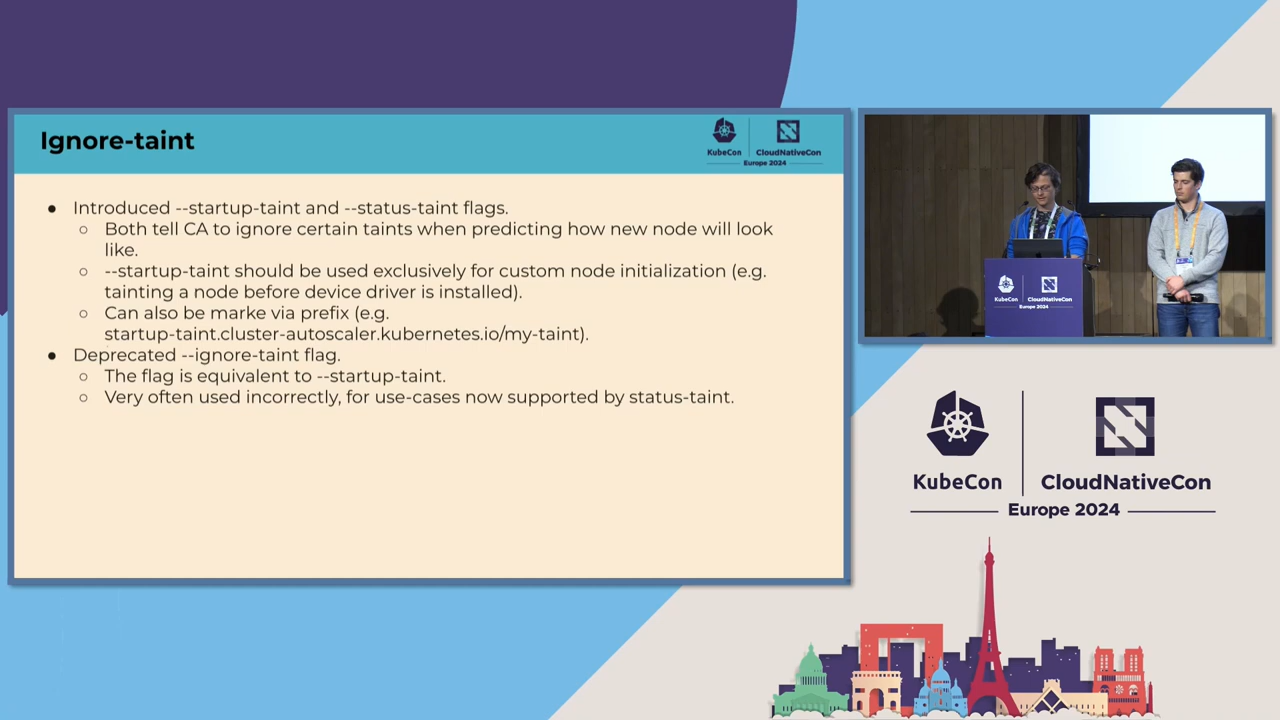 Ignore-taint
KubeCon
CloudNativeCon
Europe 2024
● Introduced --startup-taint and --status-taint flags.
○ Both tell CA to ignore certain taints when predicting how new node will look
like.
○ --startup-taint should be used exclusively for custom node initialization (e.g.
tainting a node before device driver is installed).
○ Can also be marke via prefix (e.g.
startup-taint.cluster-autoscaler.kubernetes.io/my-taint).
● Deprecated --ignore-taint flag.
○ The flag is equivalent to --startup-taint.
○ Very often used incorrectly, for use-cases now supported by status-taint.
KubeCon
CloudNativeCon
Europe 2024
KubeCon
CloudNativeCon
Europe 2024